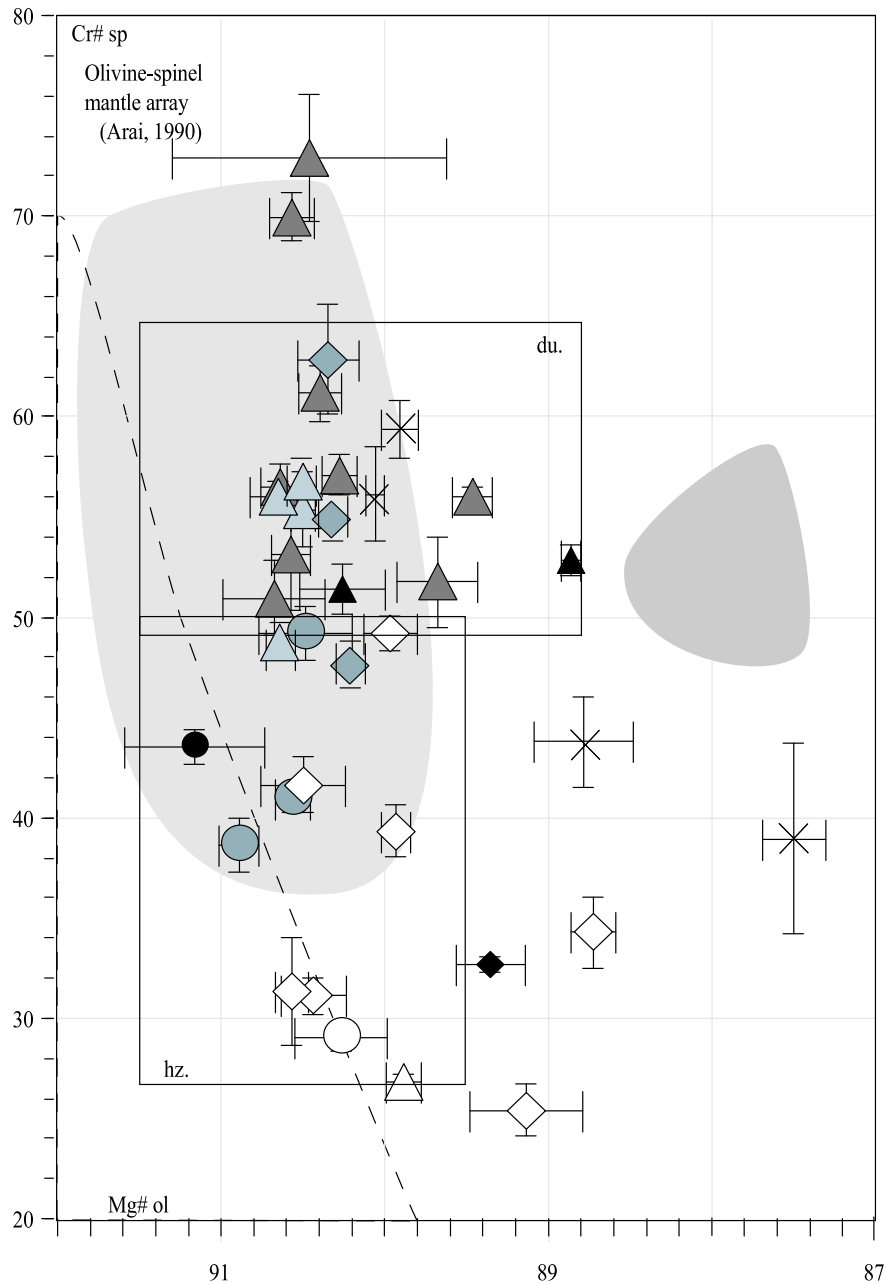 80
Cr# sp
Olivine-spinel
mantle array
(Arai, 1990)
70
du.
60
50
40
30
hz.
Mg# ol
20
91
89
87